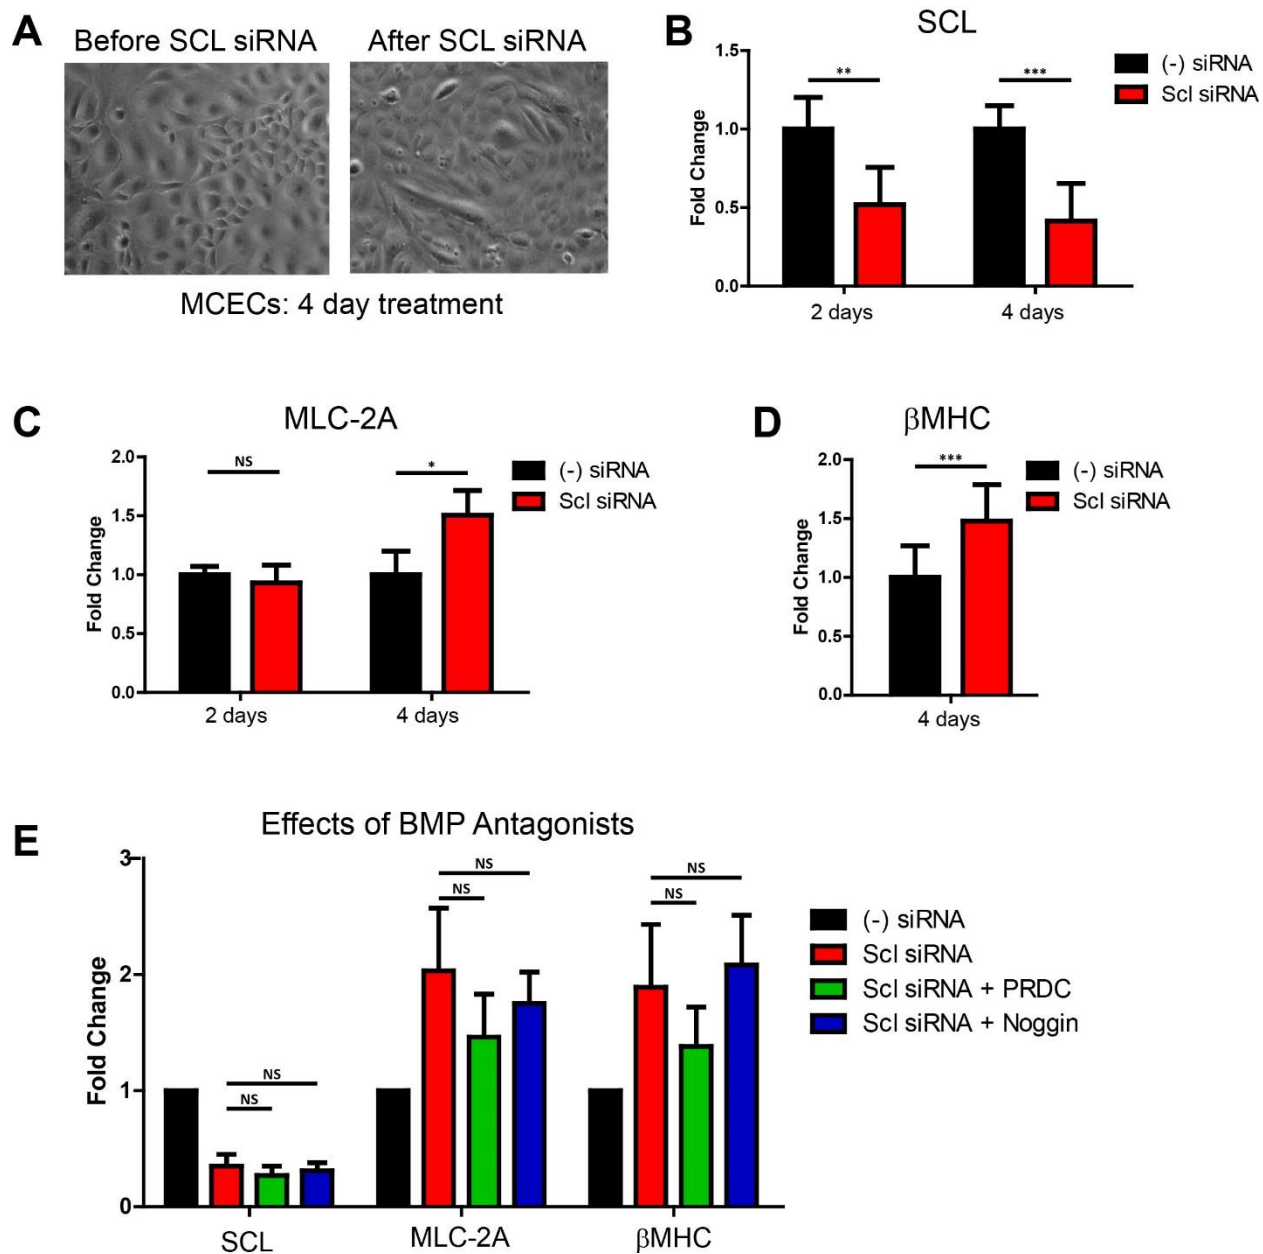 A
Before SCL siRNA
After SCL siRNA
MCECs: 4 day treatment
B
SCL
Fold Change
1.5
1.0
0.5
0.0
**
***
2 days
4 days
(-) siRNA
Scl siRNA
C
MLC-2A
Fold Change
2.0
1.5
1.0
0.5
0.0
NS
*
2 days
4 days
(-) siRNA
Scl siRNA
D
βMHC
Fold Change
2.0
1.5
1.0
0.5
0.0
***
4 days
(-) siRNA
Scl siRNA
E
Effects of BMP Antagonists
Fold Change
3
2
1
0
NS
NS
NS
NS
NS
NS
SCL
MLC-2A
βMHC
(-) siRNA
Scl siRNA
Scl siRNA + PRDC
Scl siRNA + Noggin